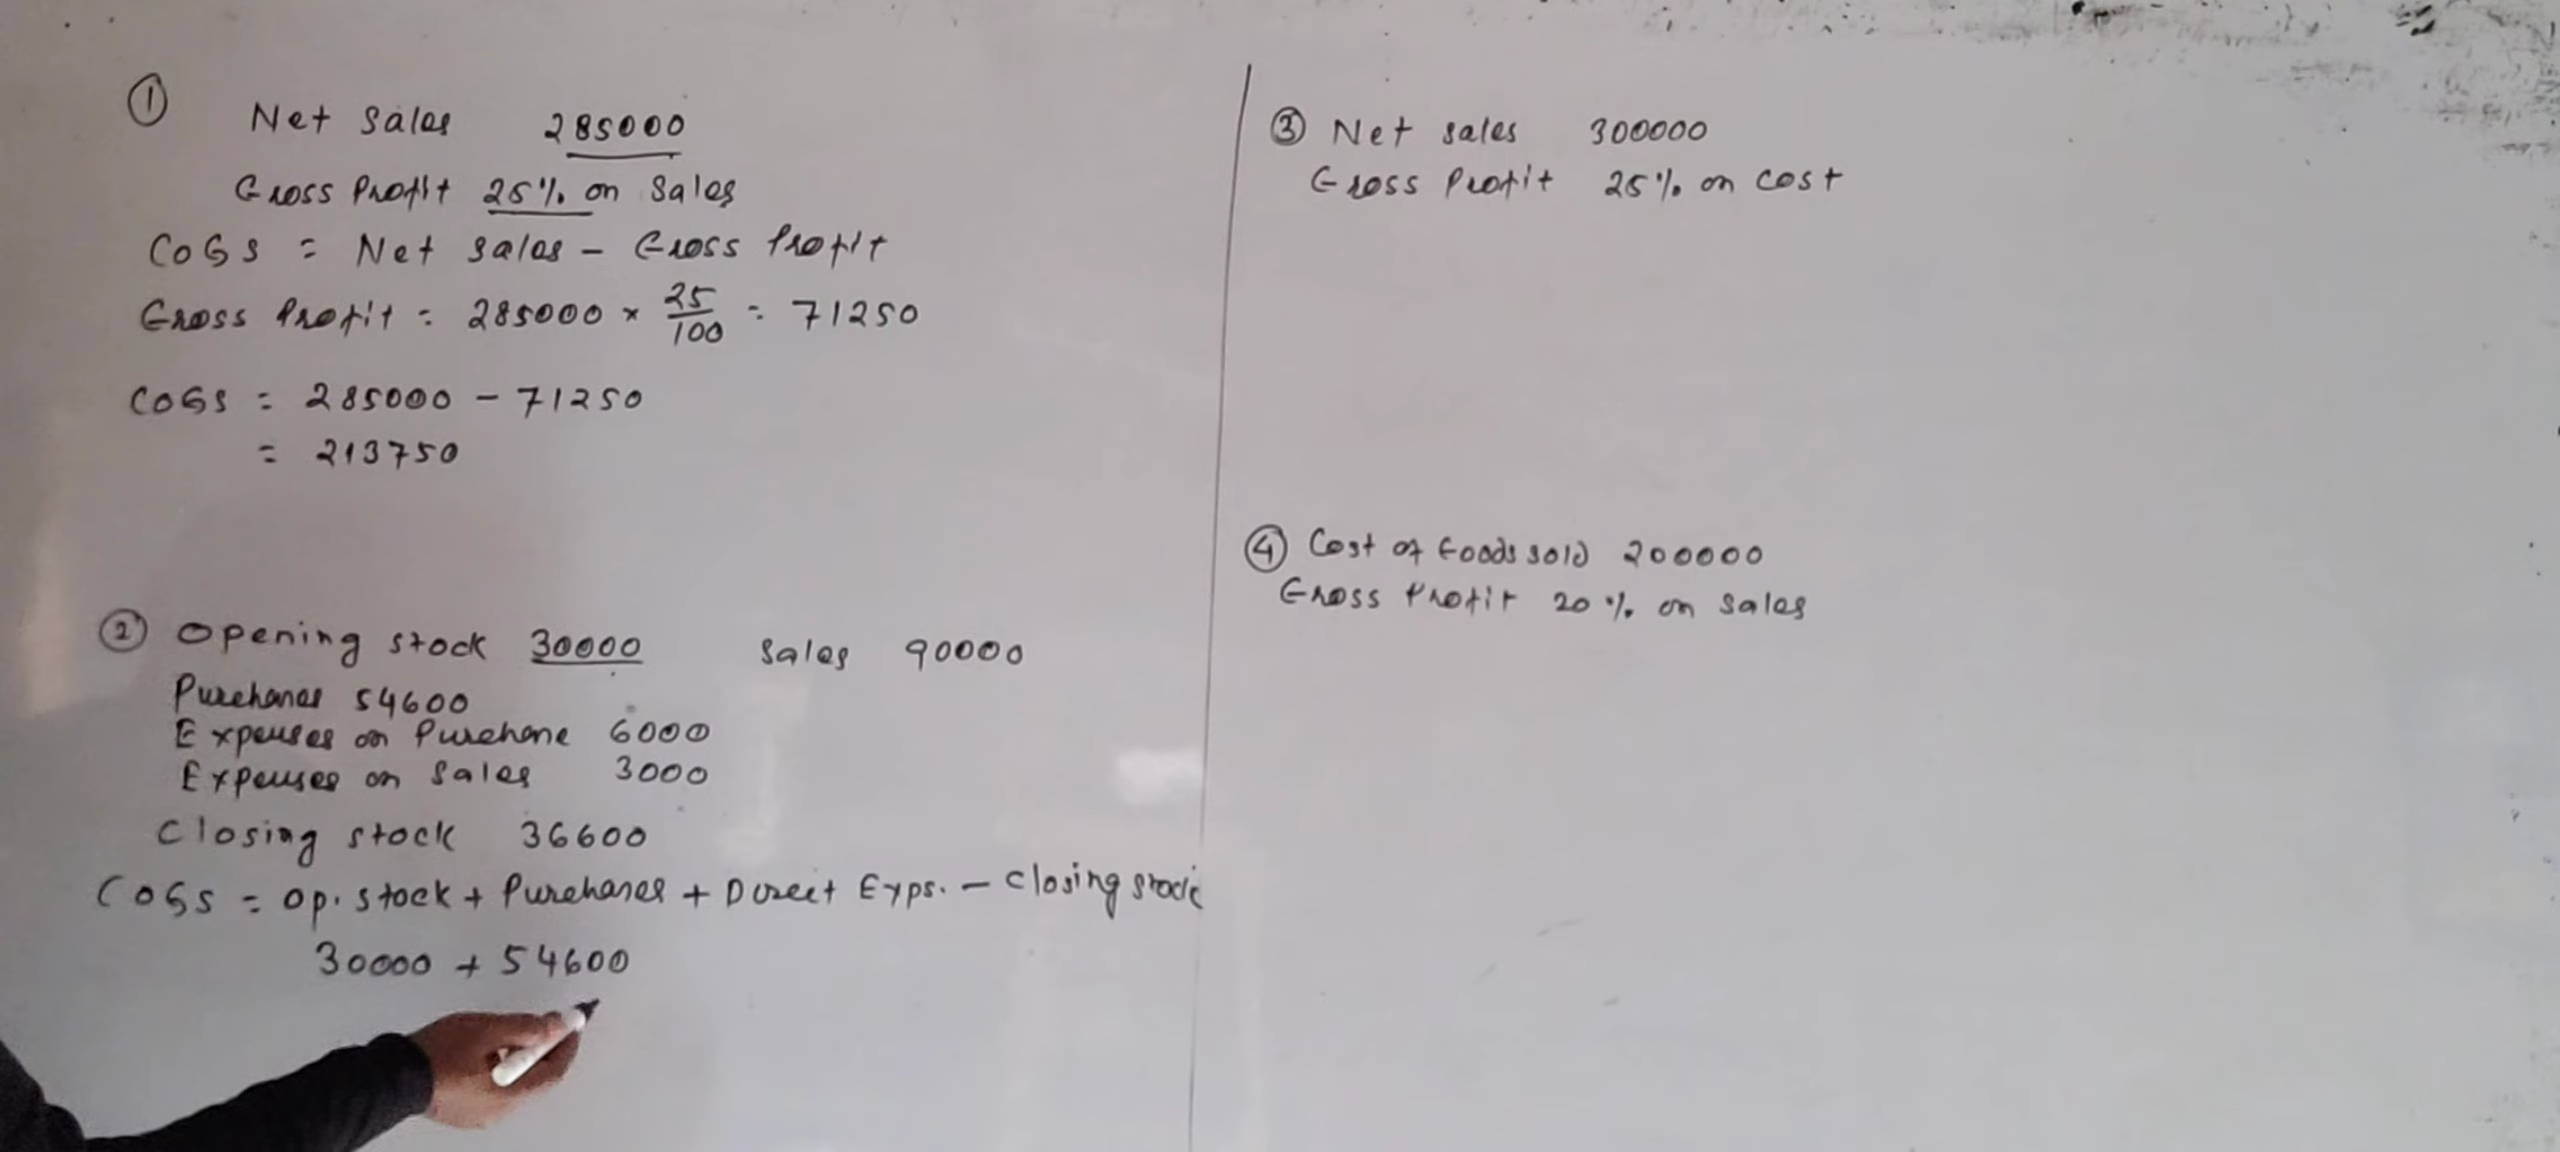 ①
Net Sales 285000
Gross Profit 25% on Sales
COGS = Net sales - Gross Profit
Gross Profit = 285000 × 25/100 = 71250
COGS = 285000 - 71250
= 213750
② Opening stock 30000 Sales 90000
Purchases 54600
Expenses on Purchase 6000
Expenses on Sales 3000
Closing stock 36600
COGS = Op. stock + Purchases + Direct Exps. - Closing stock
30000 + 54600
③ Net sales 300000
Gross Profit 25% on cost
④ Cost of Goods sold 200000
Gross Profit 20% on Sales